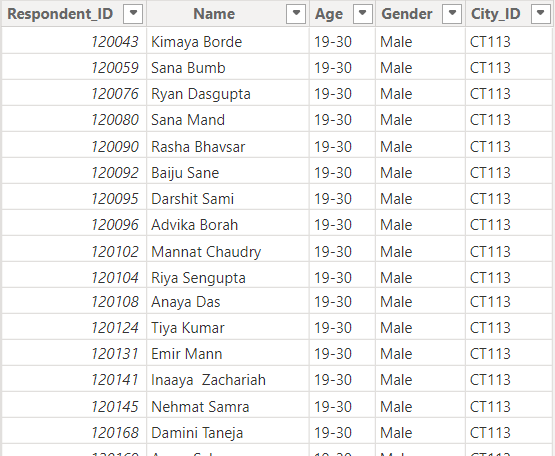 Respondent_ID Name Age Gender City_ID
120043 Kimaya Borde 19-30 Male CT113
120059 Sana Bumb 19-30 Male CT113
120076 Ryan Dasgupta 19-30 Male CT113
120080 Sana Mand 19-30 Male CT113
120090 Rasha Bhavsar 19-30 Male CT113
120092 Baiju Sane 19-30 Male CT113
120095 Darshit Sami 19-30 Male CT113
120096 Advika Borah 19-30 Male CT113
120102 Mannat Chaudry 19-30 Male CT113
120104 Riya Sengupta 19-30 Male CT113
120108 Anaya Das 19-30 Male CT113
120124 Tiya Kumar 19-30 Male CT113
120131 Emir Mann 19-30 Male CT113
120141 Inaaya  Zachariah 19-30 Male CT113
120145 Nehmat Samra 19-30 Male CT113
120168 Damini Taneja 19-30 Male CT113